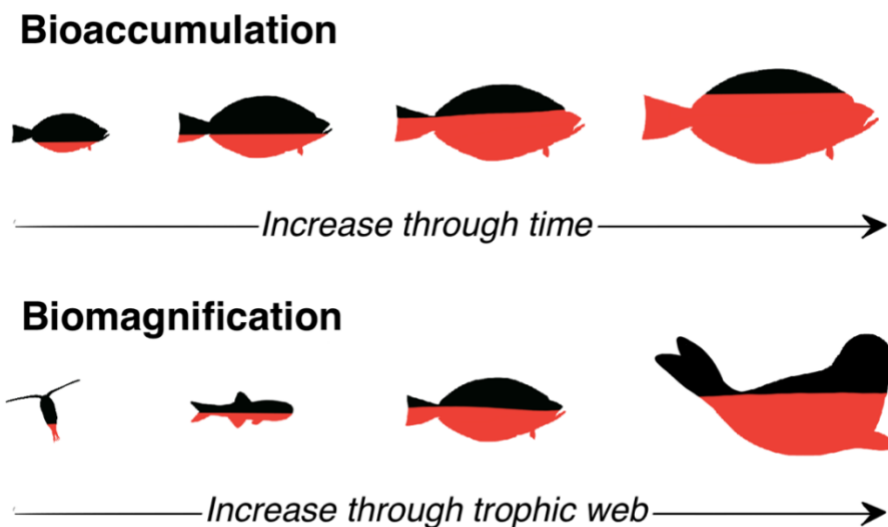 Bioaccumulation
Increase through time
Biomagnification
Increase through trophic web